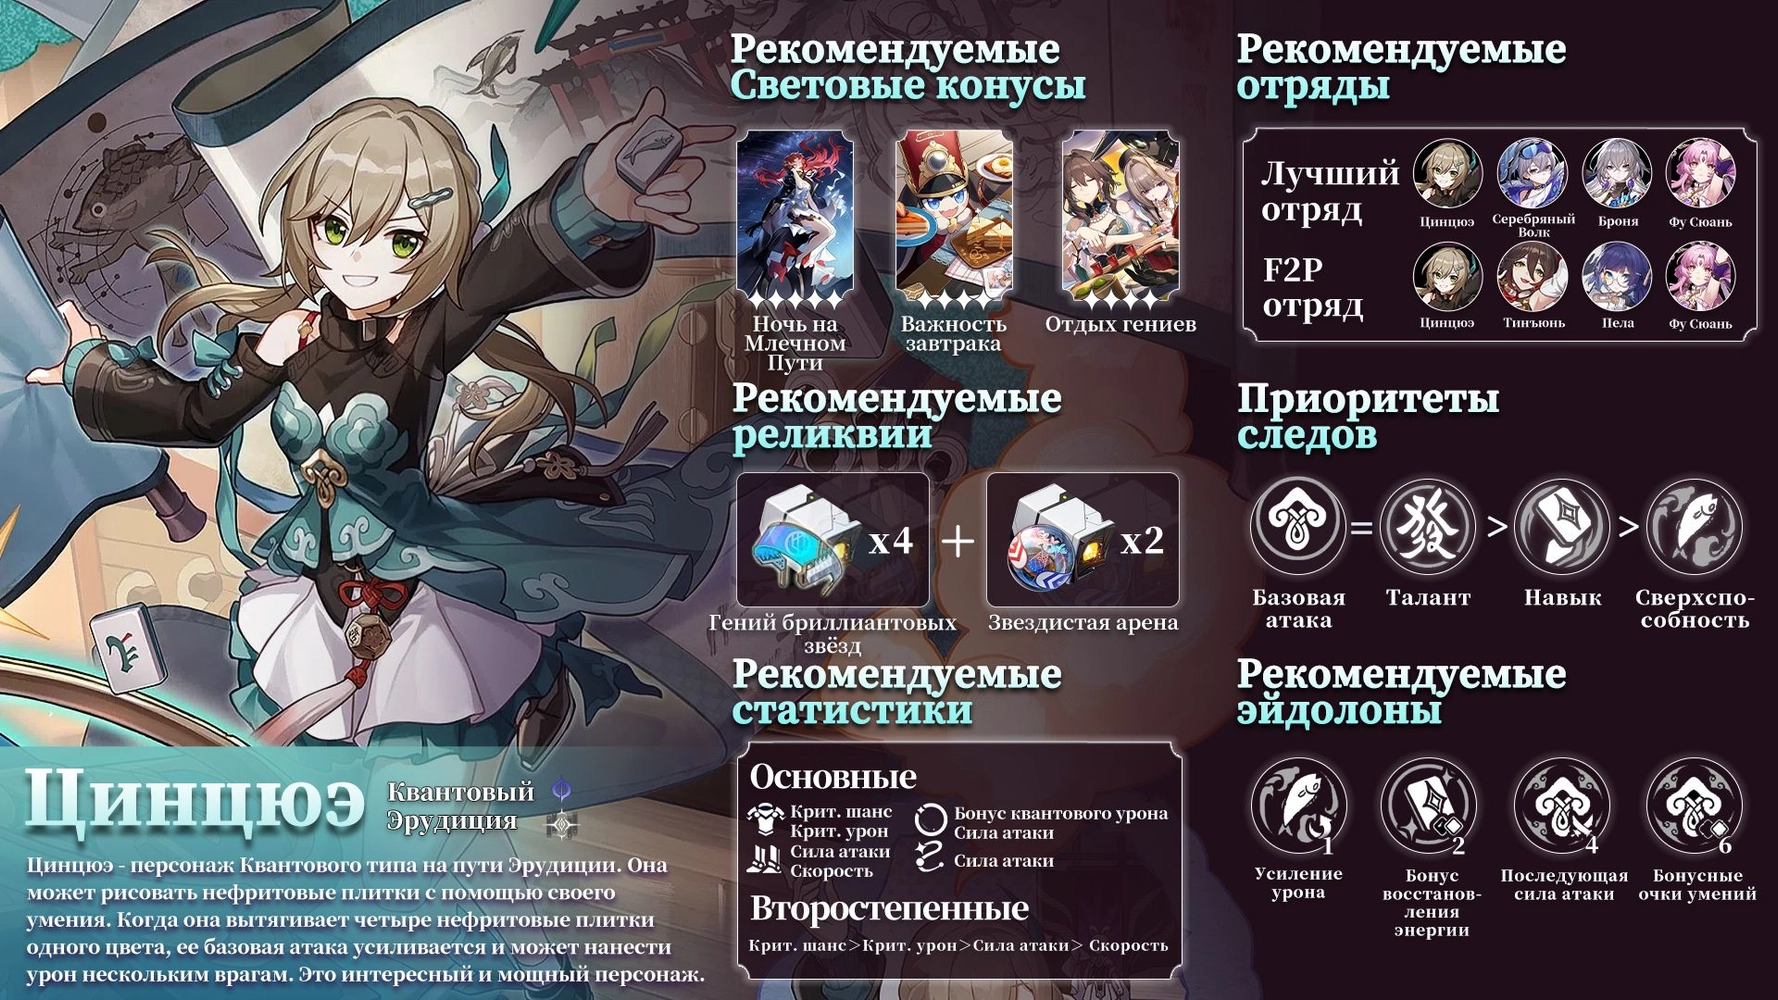 Цинцюэ
Квантовый
Эрудиция
Цинцюэ - персонаж Квантового типа на пути Эрудиции. Она
может рисовать нефритовые плитки с помощью своего
умения. Когда она вытягивает четыре нефритовые плитки
одного цвета, ее базовая атака усиливается и может нанести
урон нескольким врагам. Это интересный и мощный персонаж.
Рекомендуемые
Световые конусы
Ночь на
Млечном
Пути
Важность
завтрака
Отдых гениев
Рекомендуемые
реликвии
x4
+
x2
Гений бриллиантовых
звёзд
Звездистая арена
Рекомендуемые
статистики
Основные
Крит. шанс
Крит. урон
Сила атаки
Скорость
Бонус квантового урона
Сила атаки
Сила атаки
Второстепенные
Крит. шанс>Крит. урон>Сила атаки> Скорость
Рекомендуемые
отряды
Лучший
отряд
Цинцюэ
Серебряный
Волк
Броня
Фу Сюань
F2P
отряд
Цинцюэ
Тинъюнь
Пела
Фу Сюань
Приоритеты
следов
發
= > >
Базовая
атака
Талант
Навык
Сверхспо-
собность
Рекомендуемые
эйдолоны
1
2
4
6
Усиление
урона
Бонус
восстанов-
ления
энергии
Последующая
сила атаки
Бонусные
очки умений